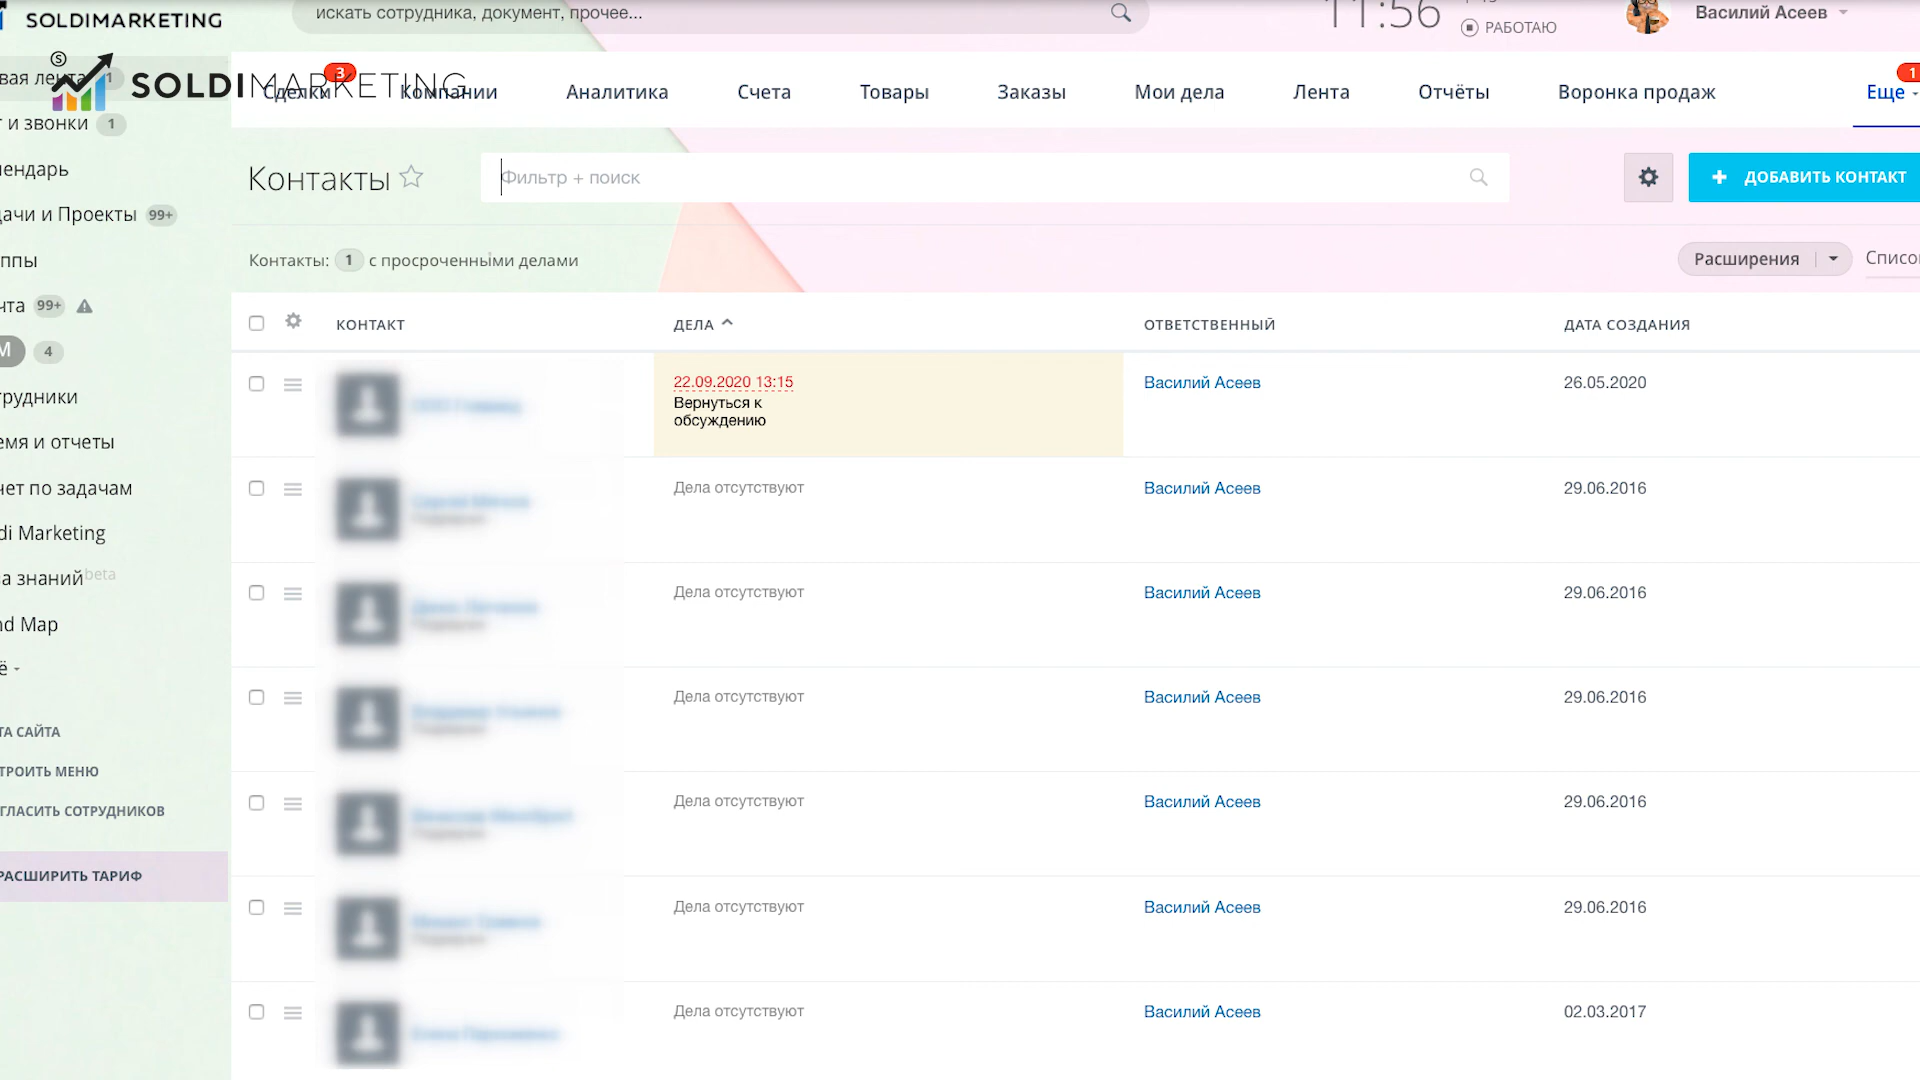 SOLDIMARKETING
искать сотрудника, документ, прочее...
11:56
РАБОТАЮ
Василий Асеев
SOLDIMARKETING
Сделки 3
Компании
Аналитика
Счета
Товары
Заказы
Мои дела
Лента
Отчёты
Воронка продаж
Еще 1
вая лента 1
т и звонки 1
лендарь
дачи и Проекты 99+
ппы
чта 99+
М 4
трудники
емя и отчеты
чет по задачам
di Marketing
а знаний beta
nd Map
ё
ТА САЙТА
ТРОИТЬ МЕНЮ
ГЛАСИТЬ СОТРУДНИКОВ
РАСШИРИТЬ ТАРИФ
Контакты
Фильтр + поиск
+ ДОБАВИТЬ КОНТАКТ
Контакты: 1 с просроченными делами
Расширения
Списо
КОНТАКТ ДЕЛА ОТВЕТСТВЕННЫЙ ДАТА СОЗДАНИЯ
22.09.2020 13:15 Василий Асеев 26.05.2020
Вернуться к
обсуждению
Дела отсутствуют Василий Асеев 29.06.2016
Дела отсутствуют Василий Асеев 29.06.2016
Дела отсутствуют Василий Асеев 29.06.2016
Дела отсутствуют Василий Асеев 29.06.2016
Дела отсутствуют Василий Асеев 29.06.2016
Дела отсутствуют Василий Асеев 02.03.2017